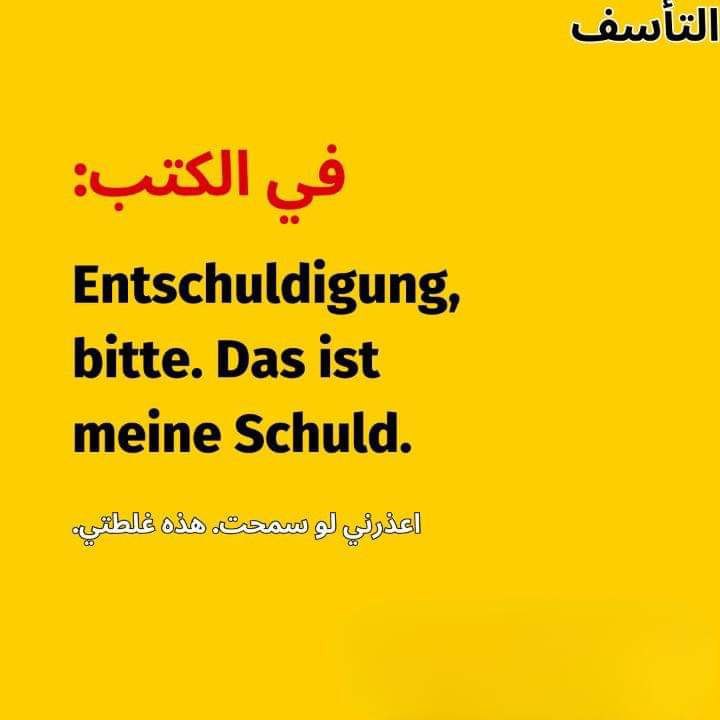 التأسف
في الكتب:
Entschuldigung,
bitte. Das ist
meine Schuld.
اعذرني لو سمحت. هذه غلطتي.